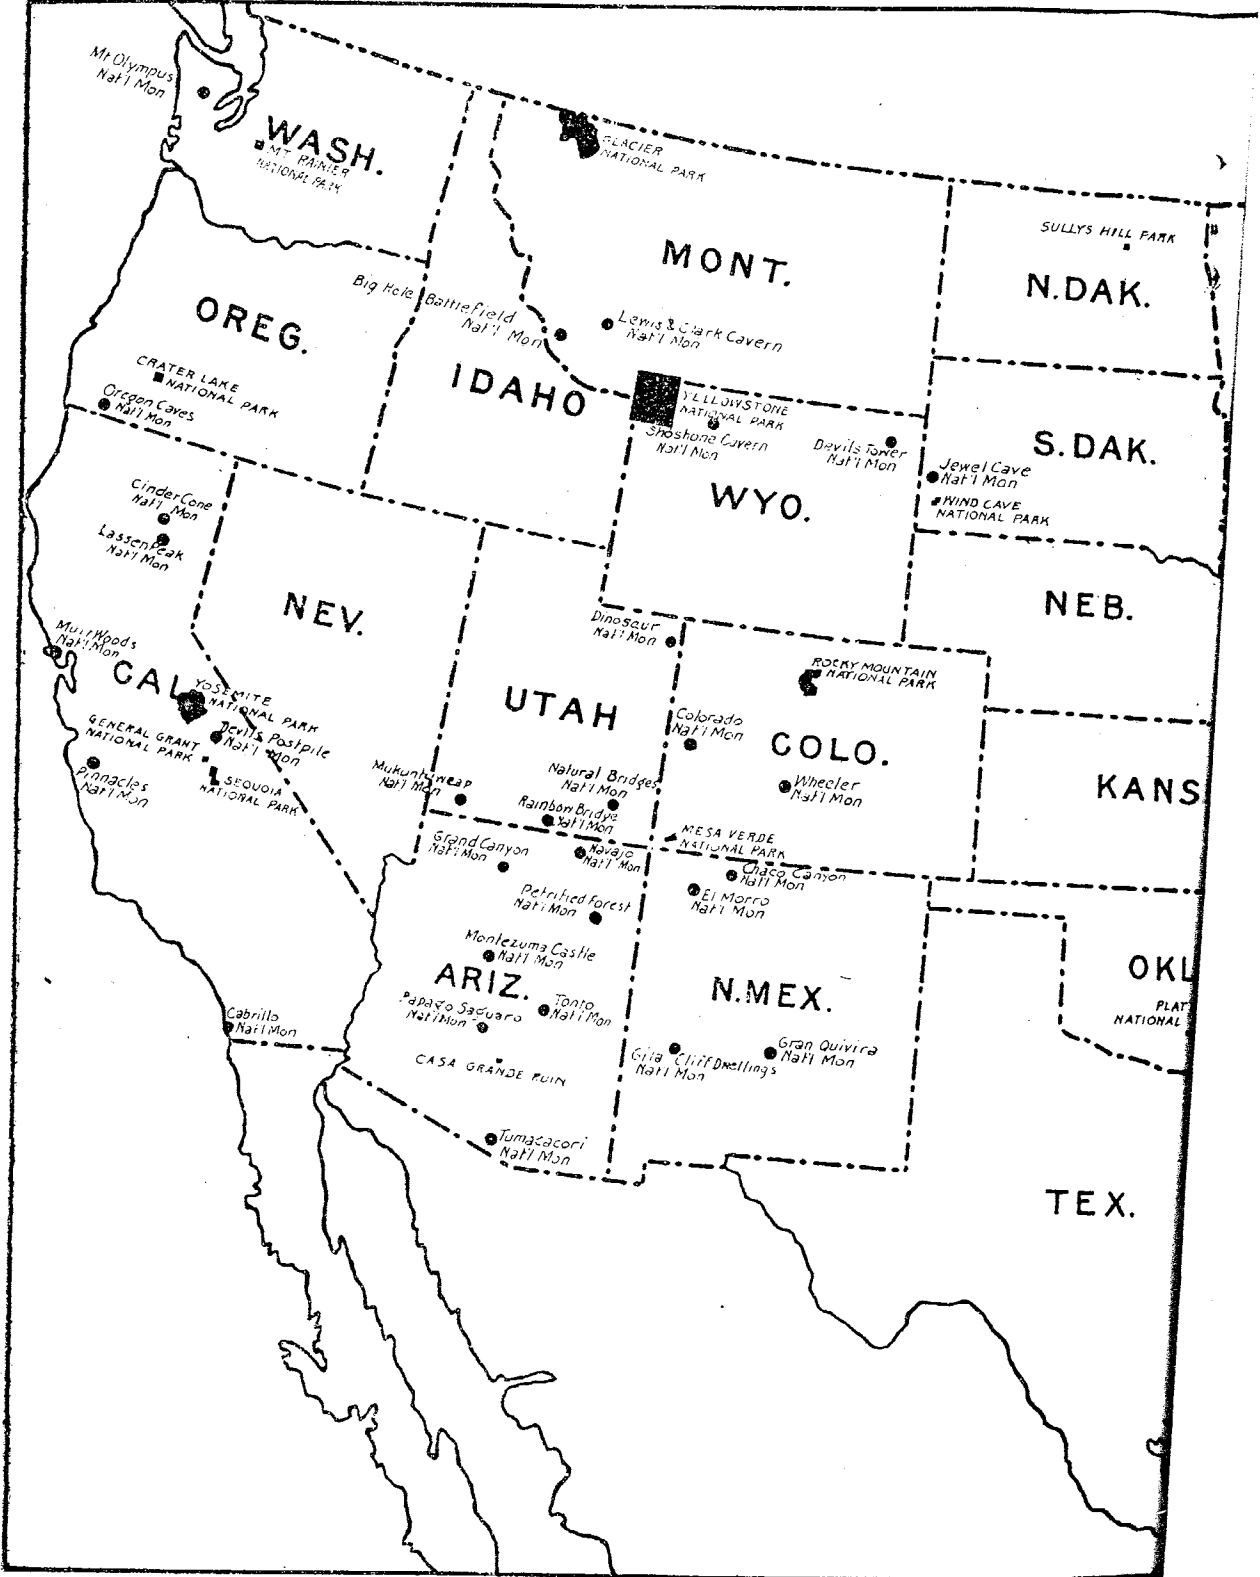 Mt Olympus
Nat'l Mon
WASH.
MT RAINIER
NATIONAL PARK
GLACIER
NATIONAL PARK
MONT.
SULLYS HILL PARK
N.DAK.
OREG.
Big Hole Battlefield
Nat'l Mon
Lewis & Clark Cavern
Nat'l Mon
IDAHO
CRATER LAKE
NATIONAL PARK
Oregon Caves
Nat'l Mon
YELLOWSTONE
NATIONAL PARK
Shoshone Cavern
Nat'l Mon
Devils Tower
Nat'l Mon
S.DAK.
Jewel Cave
Nat'l Mon
WIND CAVE
NATIONAL PARK
WYO.
Cinder Cone
Nat'l Mon
Lassen Peak
Nat'l Mon
NEV.
NEB.
Dinosaur
Nat'l Mon
Muir Woods
Nat'l Mon
CAL.
YOSEMITE
NATIONAL PARK
ROCKY MOUNTAIN
NATIONAL PARK
UTAH
Colorado
Nat'l Mon
COLO.
GENERAL GRANT
NATIONAL PARK
Devils Postpile
Nat'l Mon
Pinnacles
Nat'l Mon
SEQUOIA
NATIONAL PARK
Mukuntuweap
Nat'l Mon
Natural Bridges
Nat'l Mon
Wheeler
Nat'l Mon
KANS
Rainbow Bridge
Nat'l Mon
MESA VERDE
NATIONAL PARK
Grand Canyon
Nat'l Mon
Navajo
Nat'l Mon
Chaco Canyon
Nat'l Mon
El Morro
Nat'l Mon
Petrified Forest
Nat'l Mon
Montezuma Castle
Nat'l Mon
ARIZ.
N.MEX.
OKL
PLAT
NATIONAL
Papago Saguaro
Nat'l Mon
Tonto
Nat'l Mon
Cabrillo
Nat'l Mon
Gila Cliff Dwellings
Nat'l Mon
Gran Quivira
Nat'l Mon
CASA GRANDE RUIN
Tumacacori
Nat'l Mon
TEX.